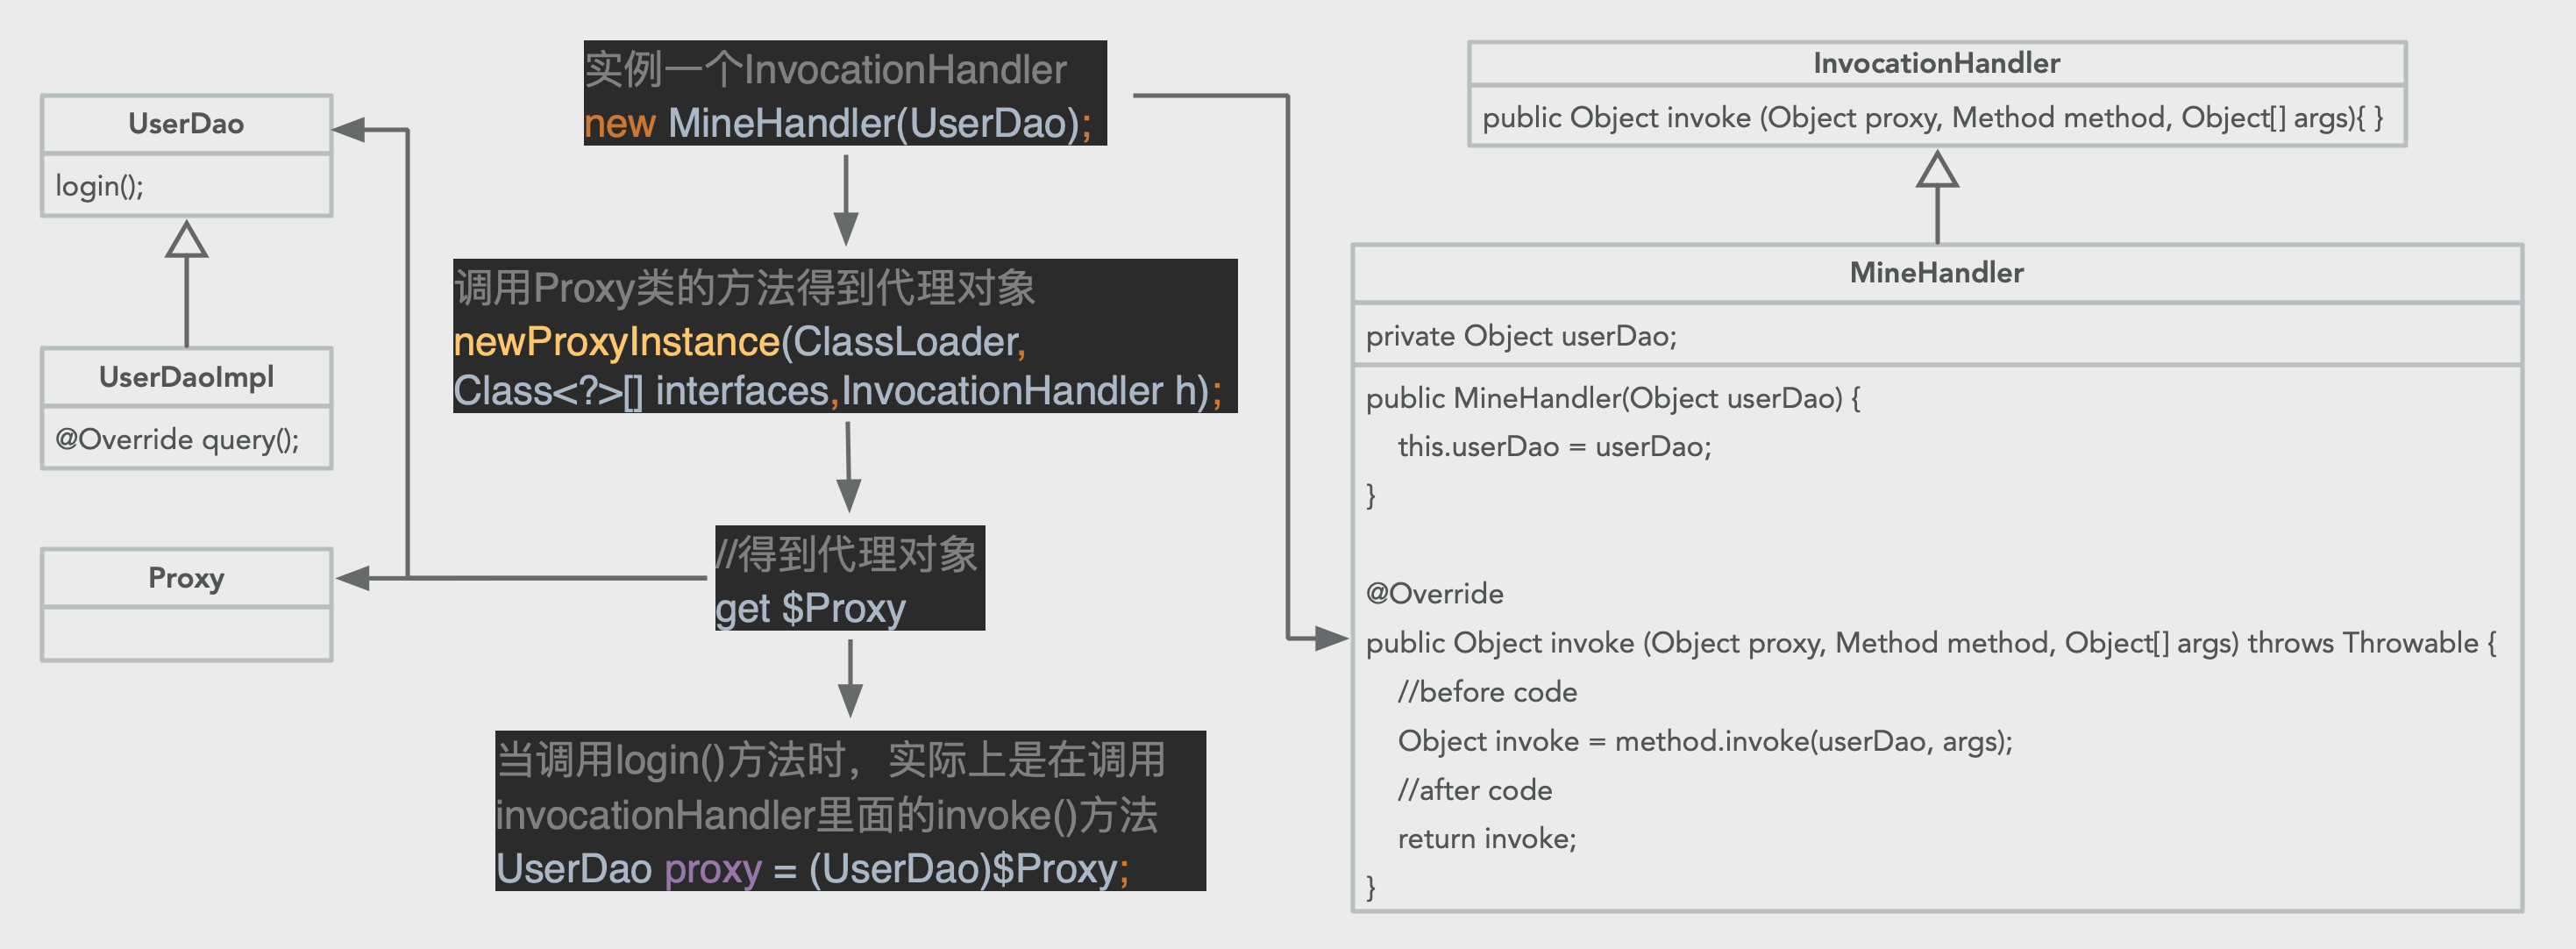 UserDao
login();
UserDaoImpl
@Override query();
Proxy
实例一个InvocationHandler
new MineHandler(UserDao);
调用Proxy类的方法得到代理对象
newProxyInstance(ClassLoader,
Class<?>[] interfaces,InvocationHandler h);
//得到代理对象
get $Proxy
当调用login()方法时，实际上是在调用
invocationHandler里面的invoke()方法
UserDao proxy = (UserDao)$Proxy;
InvocationHandler
public Object invoke (Object proxy, Method method, Object[] args){ }
MineHandler
private Object userDao;
public MineHandler(Object userDao) {
this.userDao = userDao;
}
@Override
public Object invoke (Object proxy, Method method, Object[] args) throws Throwable {
//before code
Object invoke = method.invoke(userDao, args);
//after code
return invoke;
}